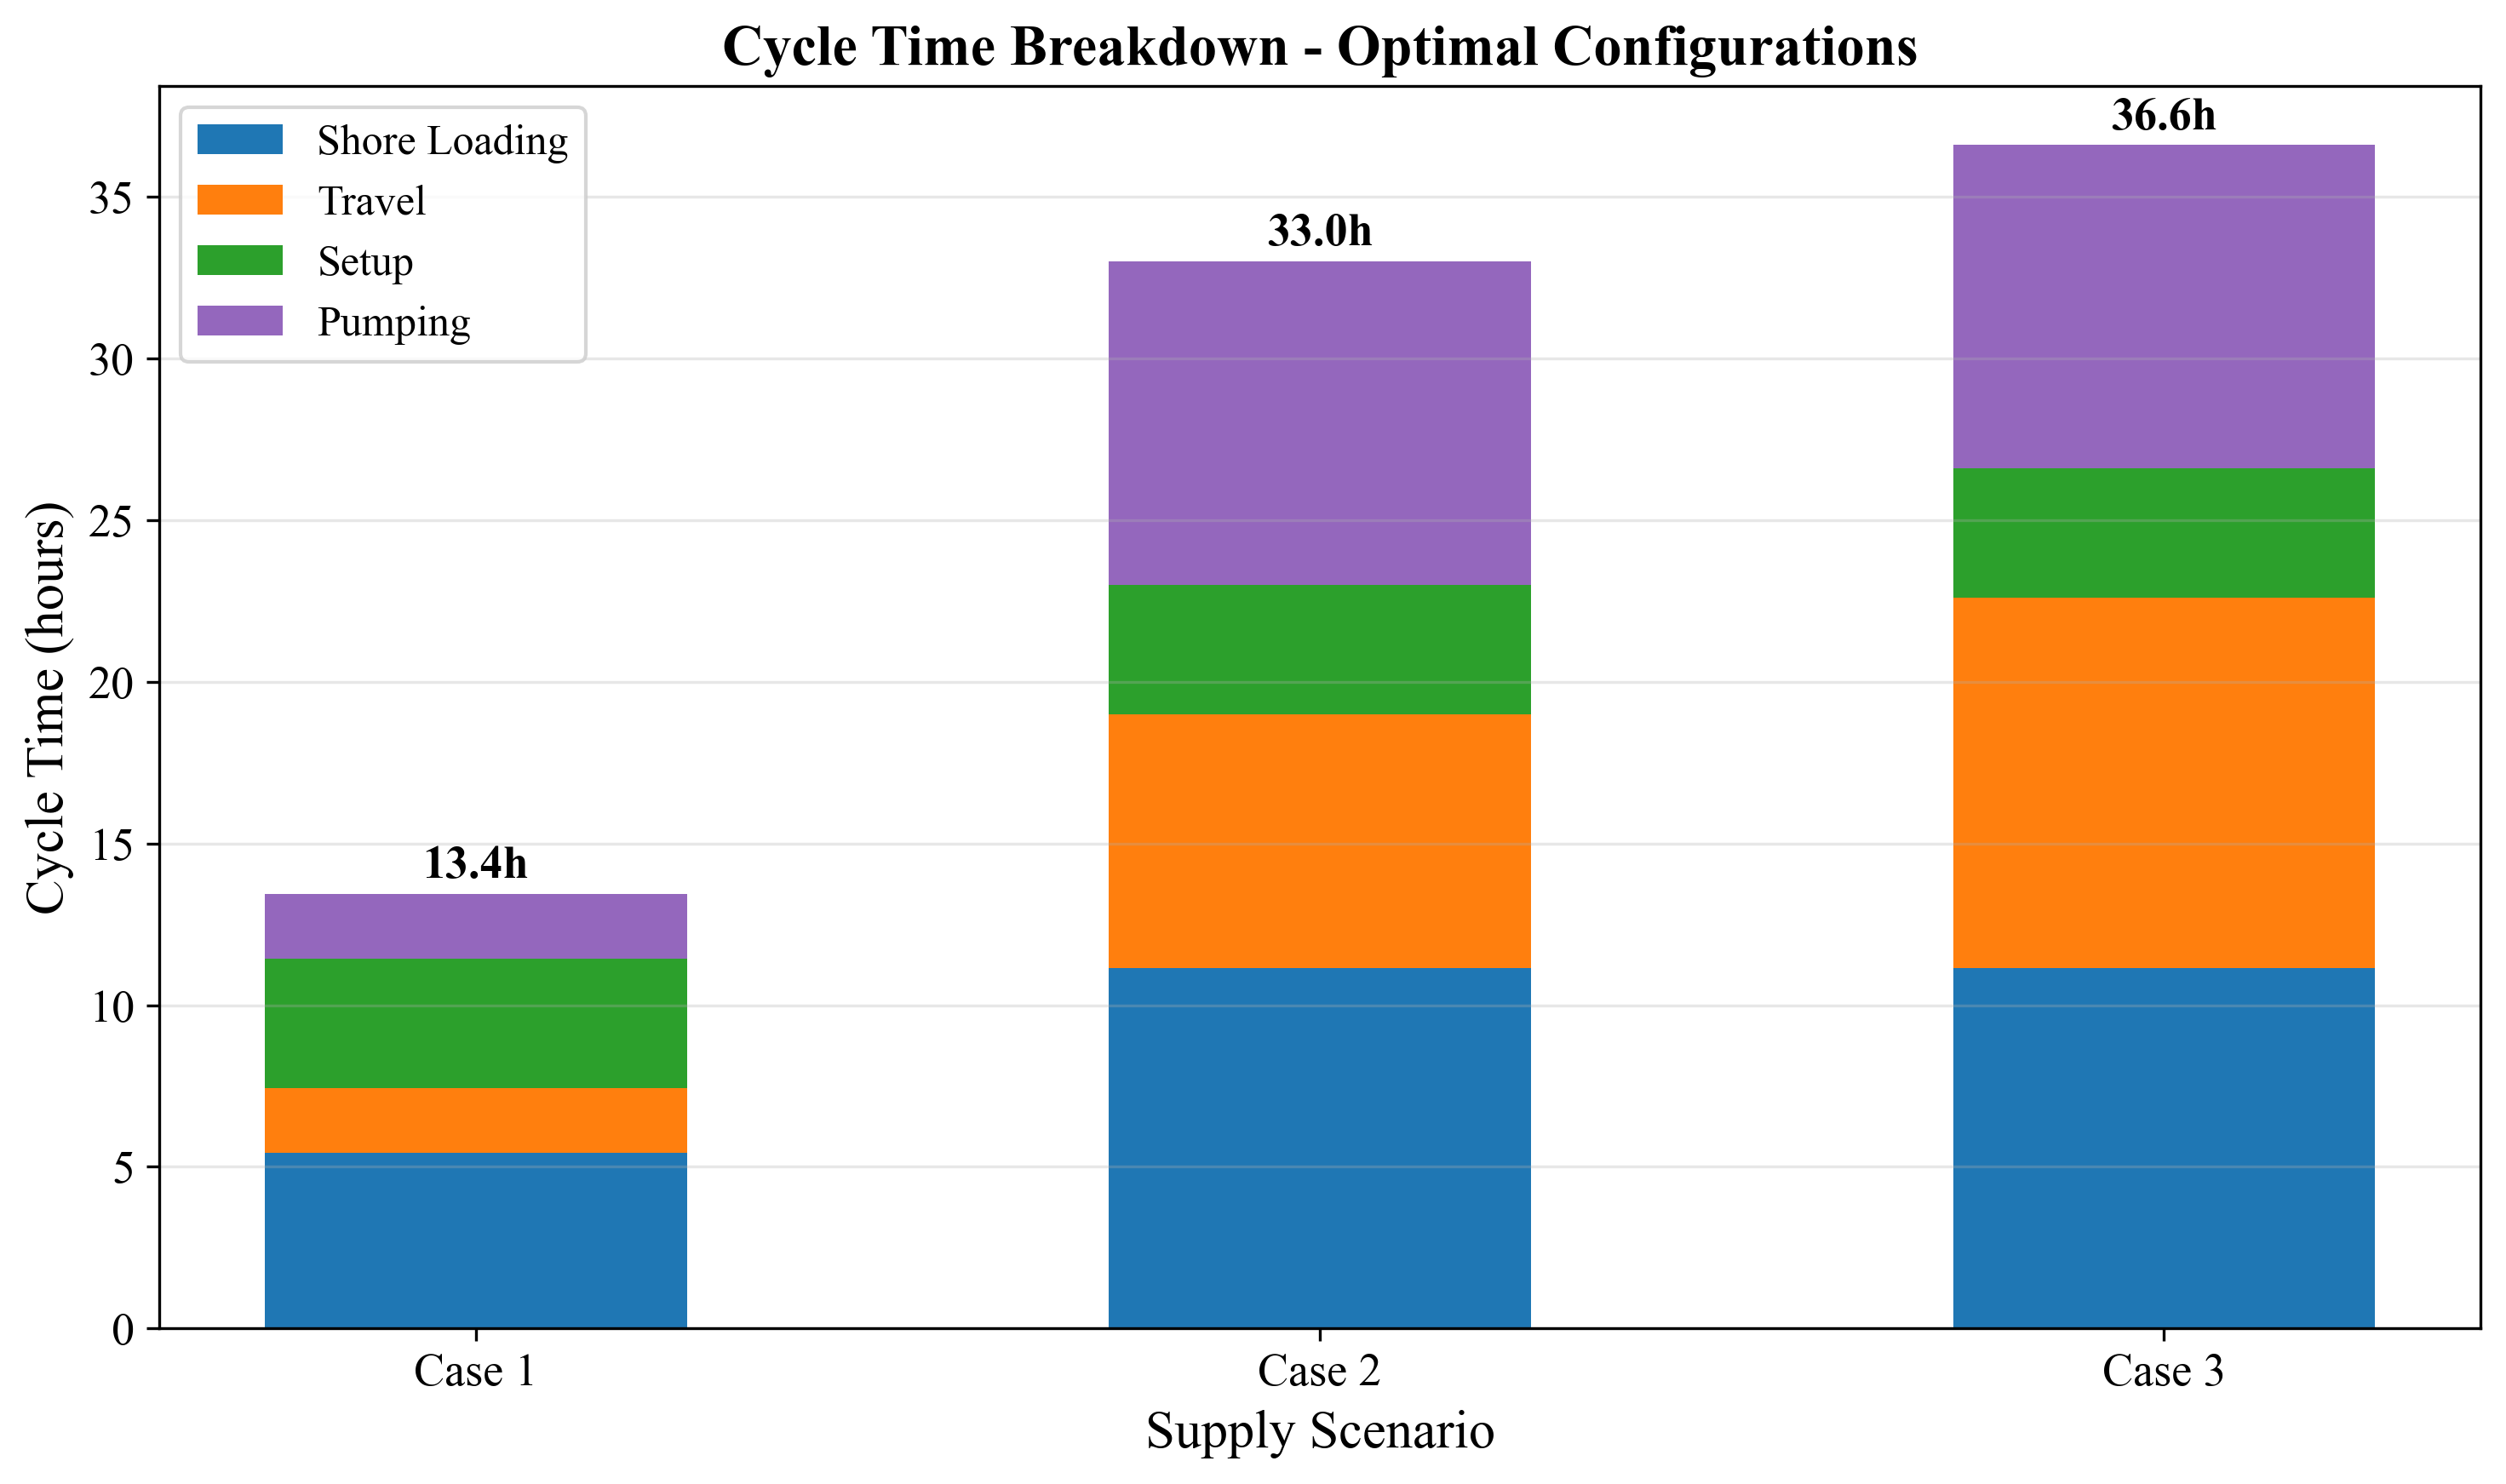 Cycle Time Breakdown - Optimal Configurations
Shore Loading
Travel
Setup
Pumping
36.6h
33.0h
13.4h
35
30
25
20
15
10
5
0
Cycle Time (hours)
Case 1
Case 2
Case 3
Supply Scenario